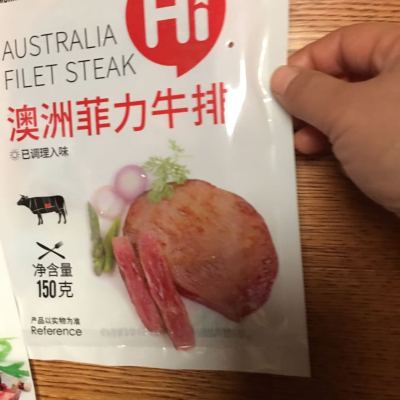 Hi
AUSTRALIA
FILET STEAK
澳洲菲力牛排
已调理入味
净含量
150克
产品以实物为准
Reference